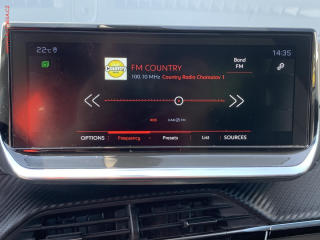 22°C
14:35
Country
FM COUNTRY
100.10 MHz Country Radio Chomutov 1
Band
FM
OPTIONS
Frequency
Presets
List
SOURCES